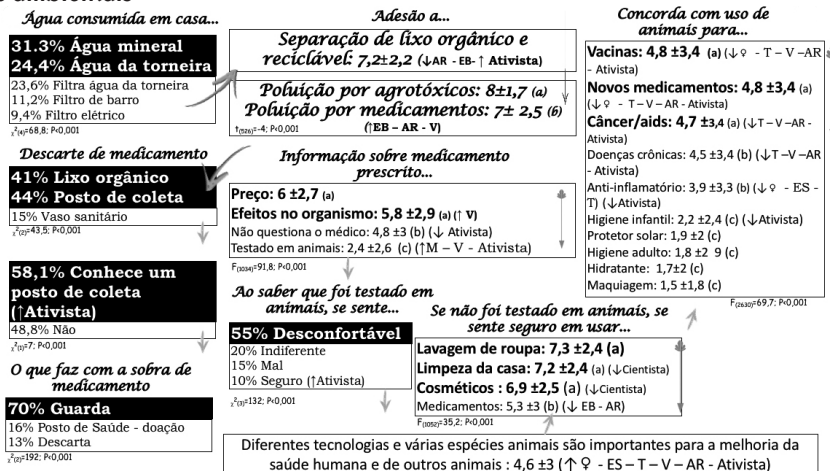 Água consumida em casa...
31.3% Água mineral
24,4% Água da torneira
23,6% Filtra água da torneira
11,2% Filtro de barro
9,4% Filtro elétrico
χ²(4)=68,8; P<0,001
Descarte de medicamento
41% Lixo orgânico
44% Posto de coleta
15% Vaso sanitário
χ²(2)=43,5; P<0,001
58,1% Conhece um
posto de coleta
(↑Ativista)
48,8% Não
χ²(1)=7; P<0,001
O que faz com a sobra de
medicamento
70% Guarda
16% Posto de Saúde - doação
13% Descarta
χ²(2)=192; P<0,001
Adesão a...
Separação de lixo orgânico e
reciclável: 7,2±2,2 (↓AR - EB- ↑ Ativista)
Poluição por agrotóxicos: 8±1,7 (a)
Poluição por medicamentos: 7± 2,5 (b)
(↑EB – AR - V)
t(526)=-4; P<0,001
Informação sobre medicamento
prescrito...
Preço: 6 ±2,7 (a)
Efeitos no organismo: 5,8 ±2,9 (a) (↑ V)
Não questiona o médico: 4,8 ±3 (b) (↓ Ativista)
Testado em animais: 2,4 ±2,6 (c) (↑M – V - Ativista)
F(1034)=91,8; P<0,001
Ao saber que foi testado em
animais, se sente...
55% Desconfortável
20% Indiferente
15% Mal
10% Seguro (↑Ativista)
χ²(3)=132; P<0,001
Se não foi testado em animais, se
sente seguro em usar...
Lavagem de roupa: 7,3 ±2,4 (a)
Limpeza da casa: 7,2 ±2,4 (a) (↓Cientista)
Cosméticos : 6,9 ±2,5 (a) (↓Cientista)
Medicamentos: 5,3 ±3 (b) (↓ EB - AR)
F(1052)=35,2; P<0,001
Concorda com uso de
animais para...
Vacinas: 4,8 ±3,4 (a) (↓♀ - T – V –AR
- Ativista)
Novos medicamentos: 4,8 ±3,4 (a)
(↓♀ - T – V – AR - Ativista)
Câncer/aids: 4,7 ±3,4 (a) (↓T – V –AR -
Ativista)
Doenças crônicas: 4,5 ±3,4 (b) (↓T –V –AR
- Ativista)
Anti-inflamatório: 3,9 ±3,3 (b) (↓♀ - ES -
T) (↓Ativista)
Higiene infantil: 2,2 ±2,4 (c) (↓Ativista)
Protetor solar: 1,9 ±2 (c)
Higiene adulto: 1,8 ±2 9 (c)
Hidratante: 1,7±2 (c)
Maquiagem: 1,5 ±1,8 (c)
F(2630)=69,7; P<0,001
Diferentes tecnologias e várias espécies animais são importantes para a melhoria da
saúde humana e de outros animais : 4,6 ±3 (↑♀ - ES – T – V – AR - Ativista)